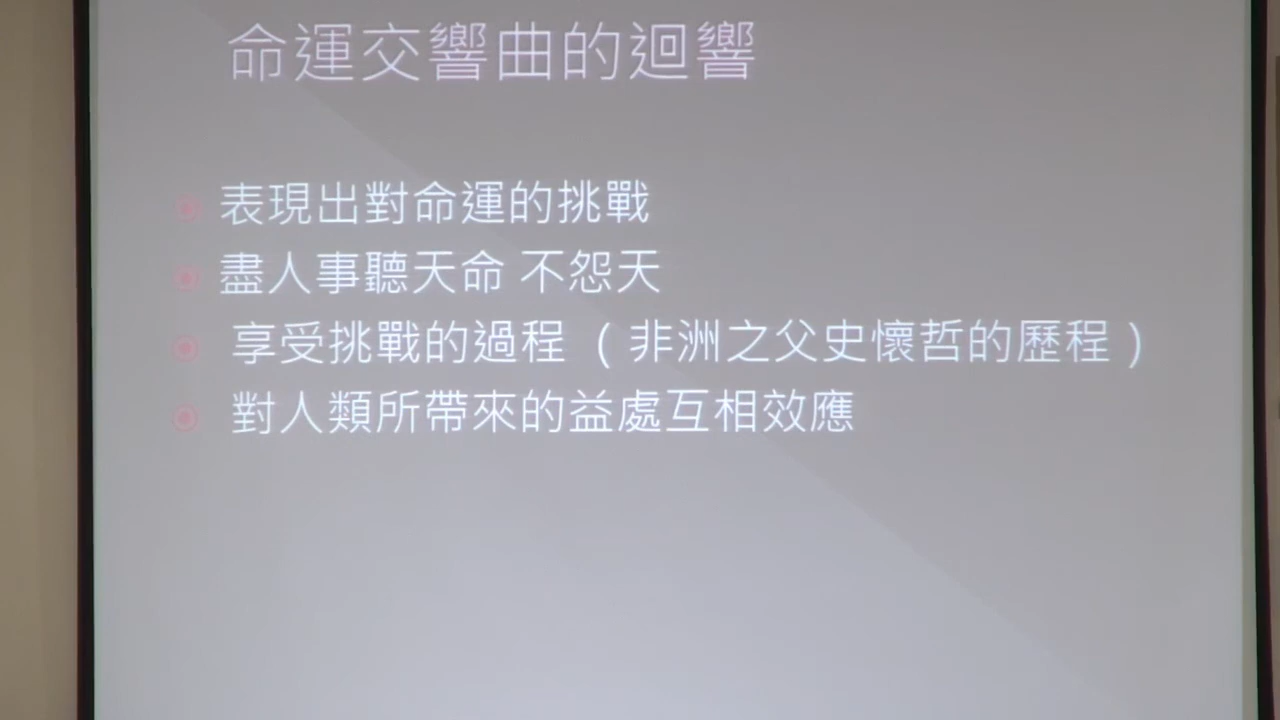 命運交響曲的迴響
表現出對命運的挑戰
盡人事聽天命 不怨天
享受挑戰的過程 （非洲之父史懷哲的歷程）
對人類所帶來的益處互相效應